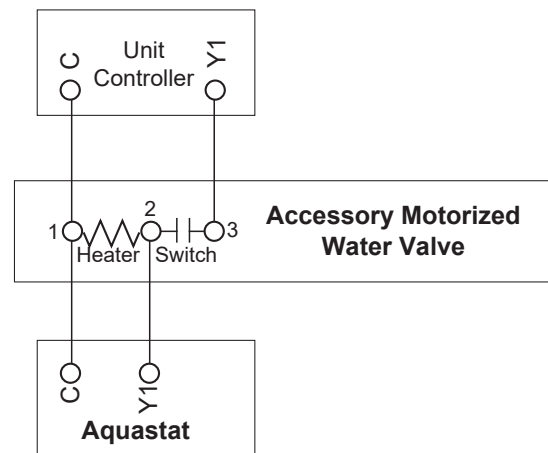 Unit
Controller
C
Y1
1
2
3
Heater
Switch
Accessory Motorized
Water Valve
C
Y1
Aquastat